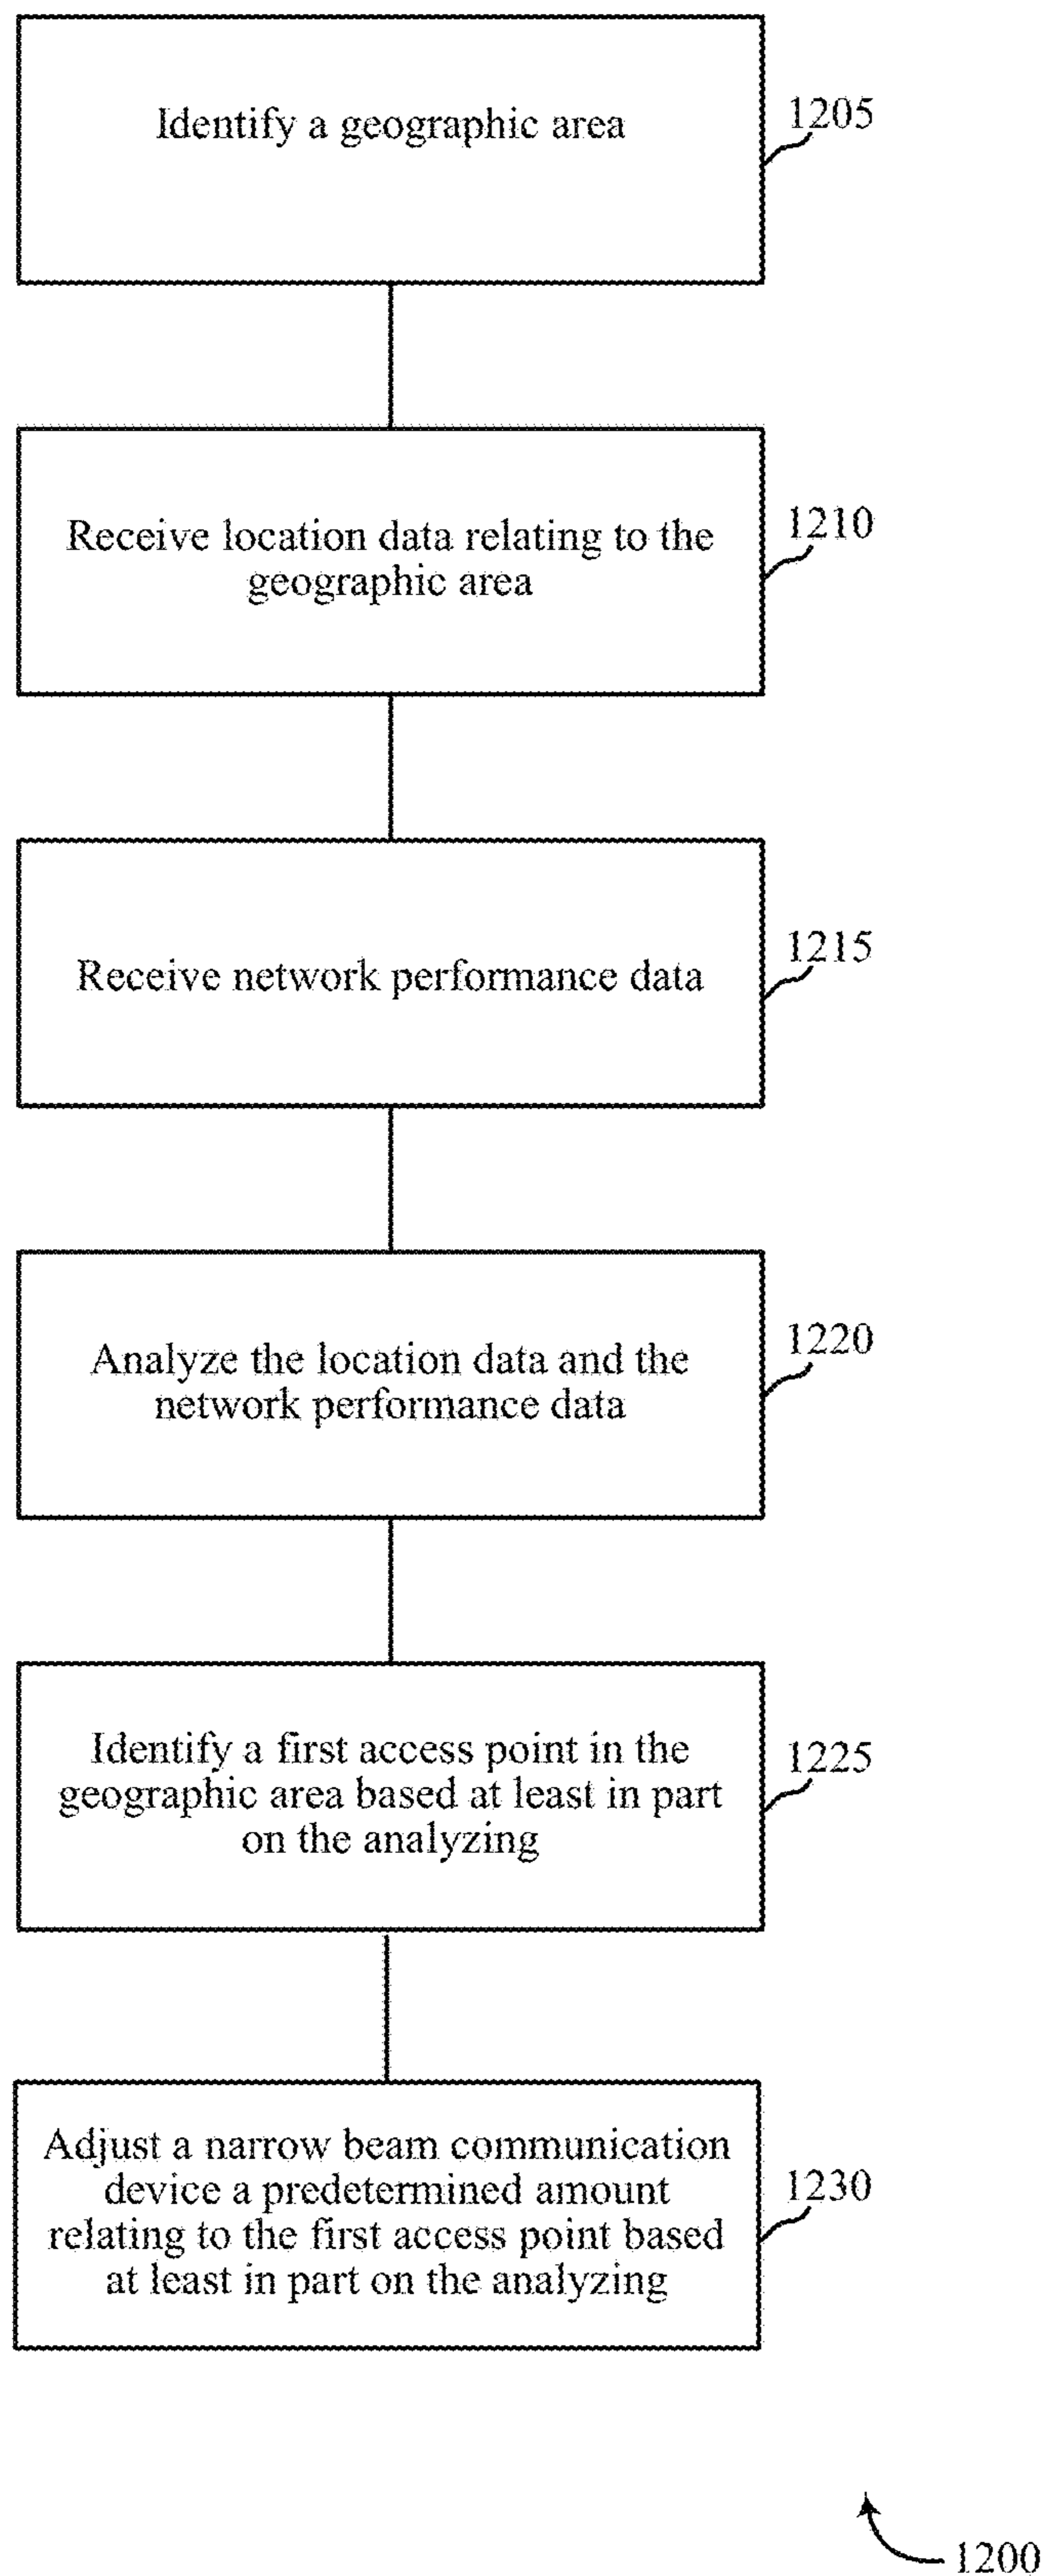 Identify a geographic area
1205
Receive location data relating to the
geographic area
1210
Receive network performance data
1215
Analyze the location data and the
network performance data
1220
Identify a first access point in the
geographic area based at least in part
on the analyzing
1225
Adjust a narrow beam communication
device a predetermined amount
relating to the first access point based
at least in part on the analyzing
1230
1200